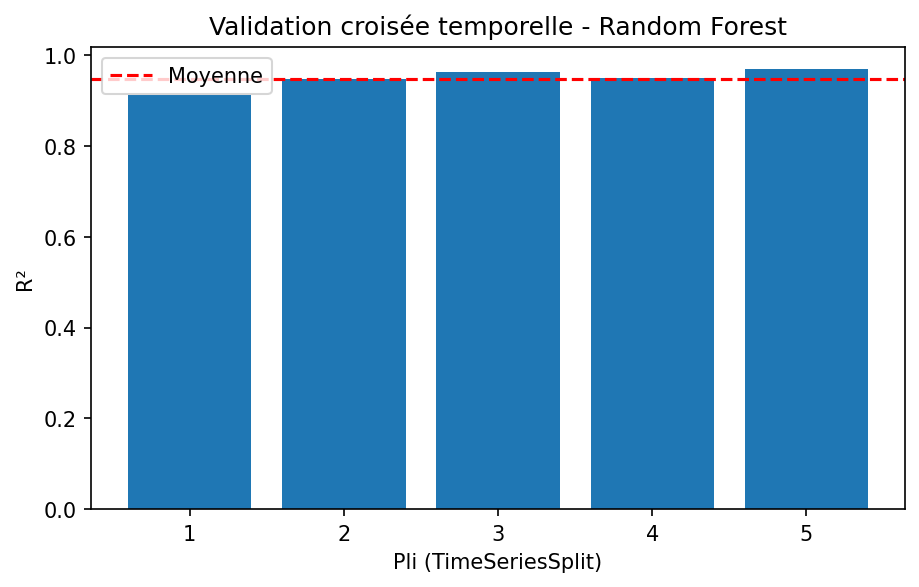 Validation croisée temporelle - Random Forest
Moyenne
1.0
0.8
0.6
0.4
0.2
0.0
R²
1 2 3 4 5
Pli (TimeSeriesSplit)